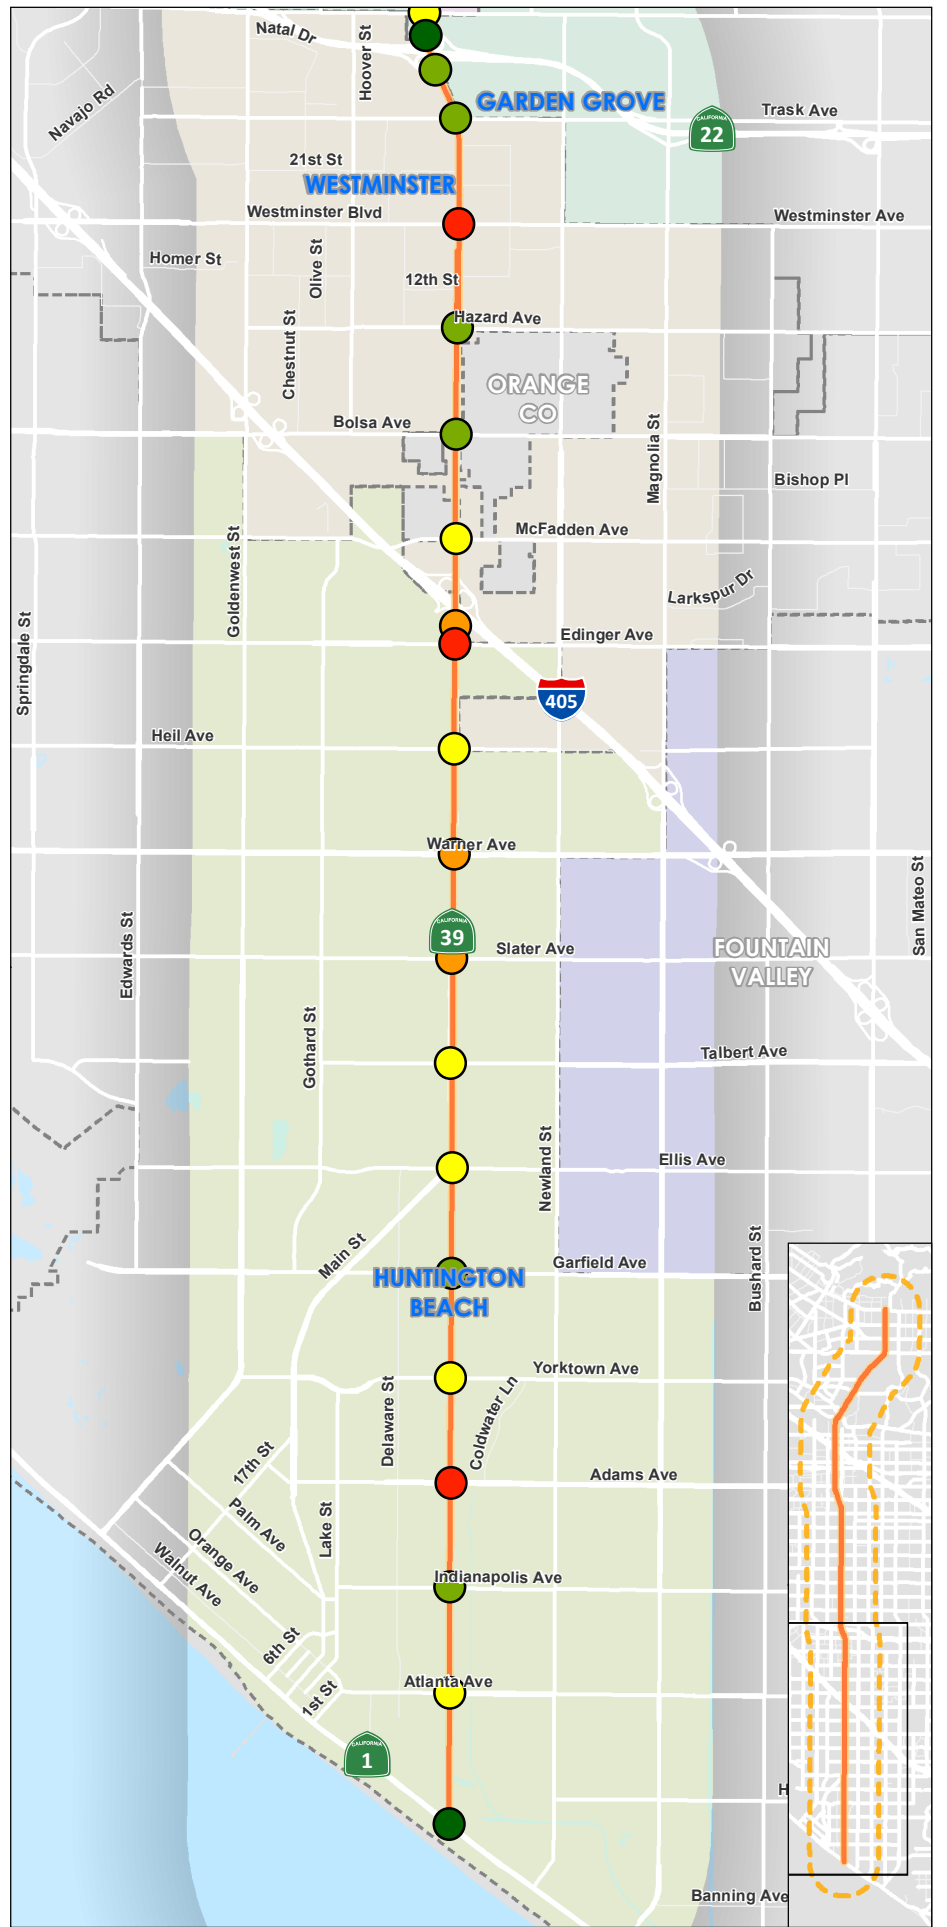 Natal Dr
Hoover St
Navajo Rd
GARDEN GROVE
CALIFORNIA
22
Trask Ave
21st St
WESTMINSTER
Westminster Blvd
Westminster Ave
Homer St
Olive St
12th St
Hazard Ave
Chestnut St
ORANGE
CO
Bolsa Ave
Magnolia St
Bishop Pl
McFadden Ave
Goldenwest St
Larkspur Dr
Springdale St
Edinger Ave
405
Heil Ave
Warner Ave
San Mateo St
CALIFORNIA
39
Slater Ave
FOUNTAIN
VALLEY
Edwards St
Gothard St
Talbert Ave
Newland St
Ellis Ave
Main St
Garfield Ave
Bushard St
HUNTINGTON
BEACH
Yorktown Ave
Delaware St
Coldwater Ln
17th St
Adams Ave
Palm Ave
Lake St
Orange Ave
Walnut Ave
Indianapolis Ave
6th St
1st St
Atlanta Ave
CALIFORNIA
1
H
Banning Ave